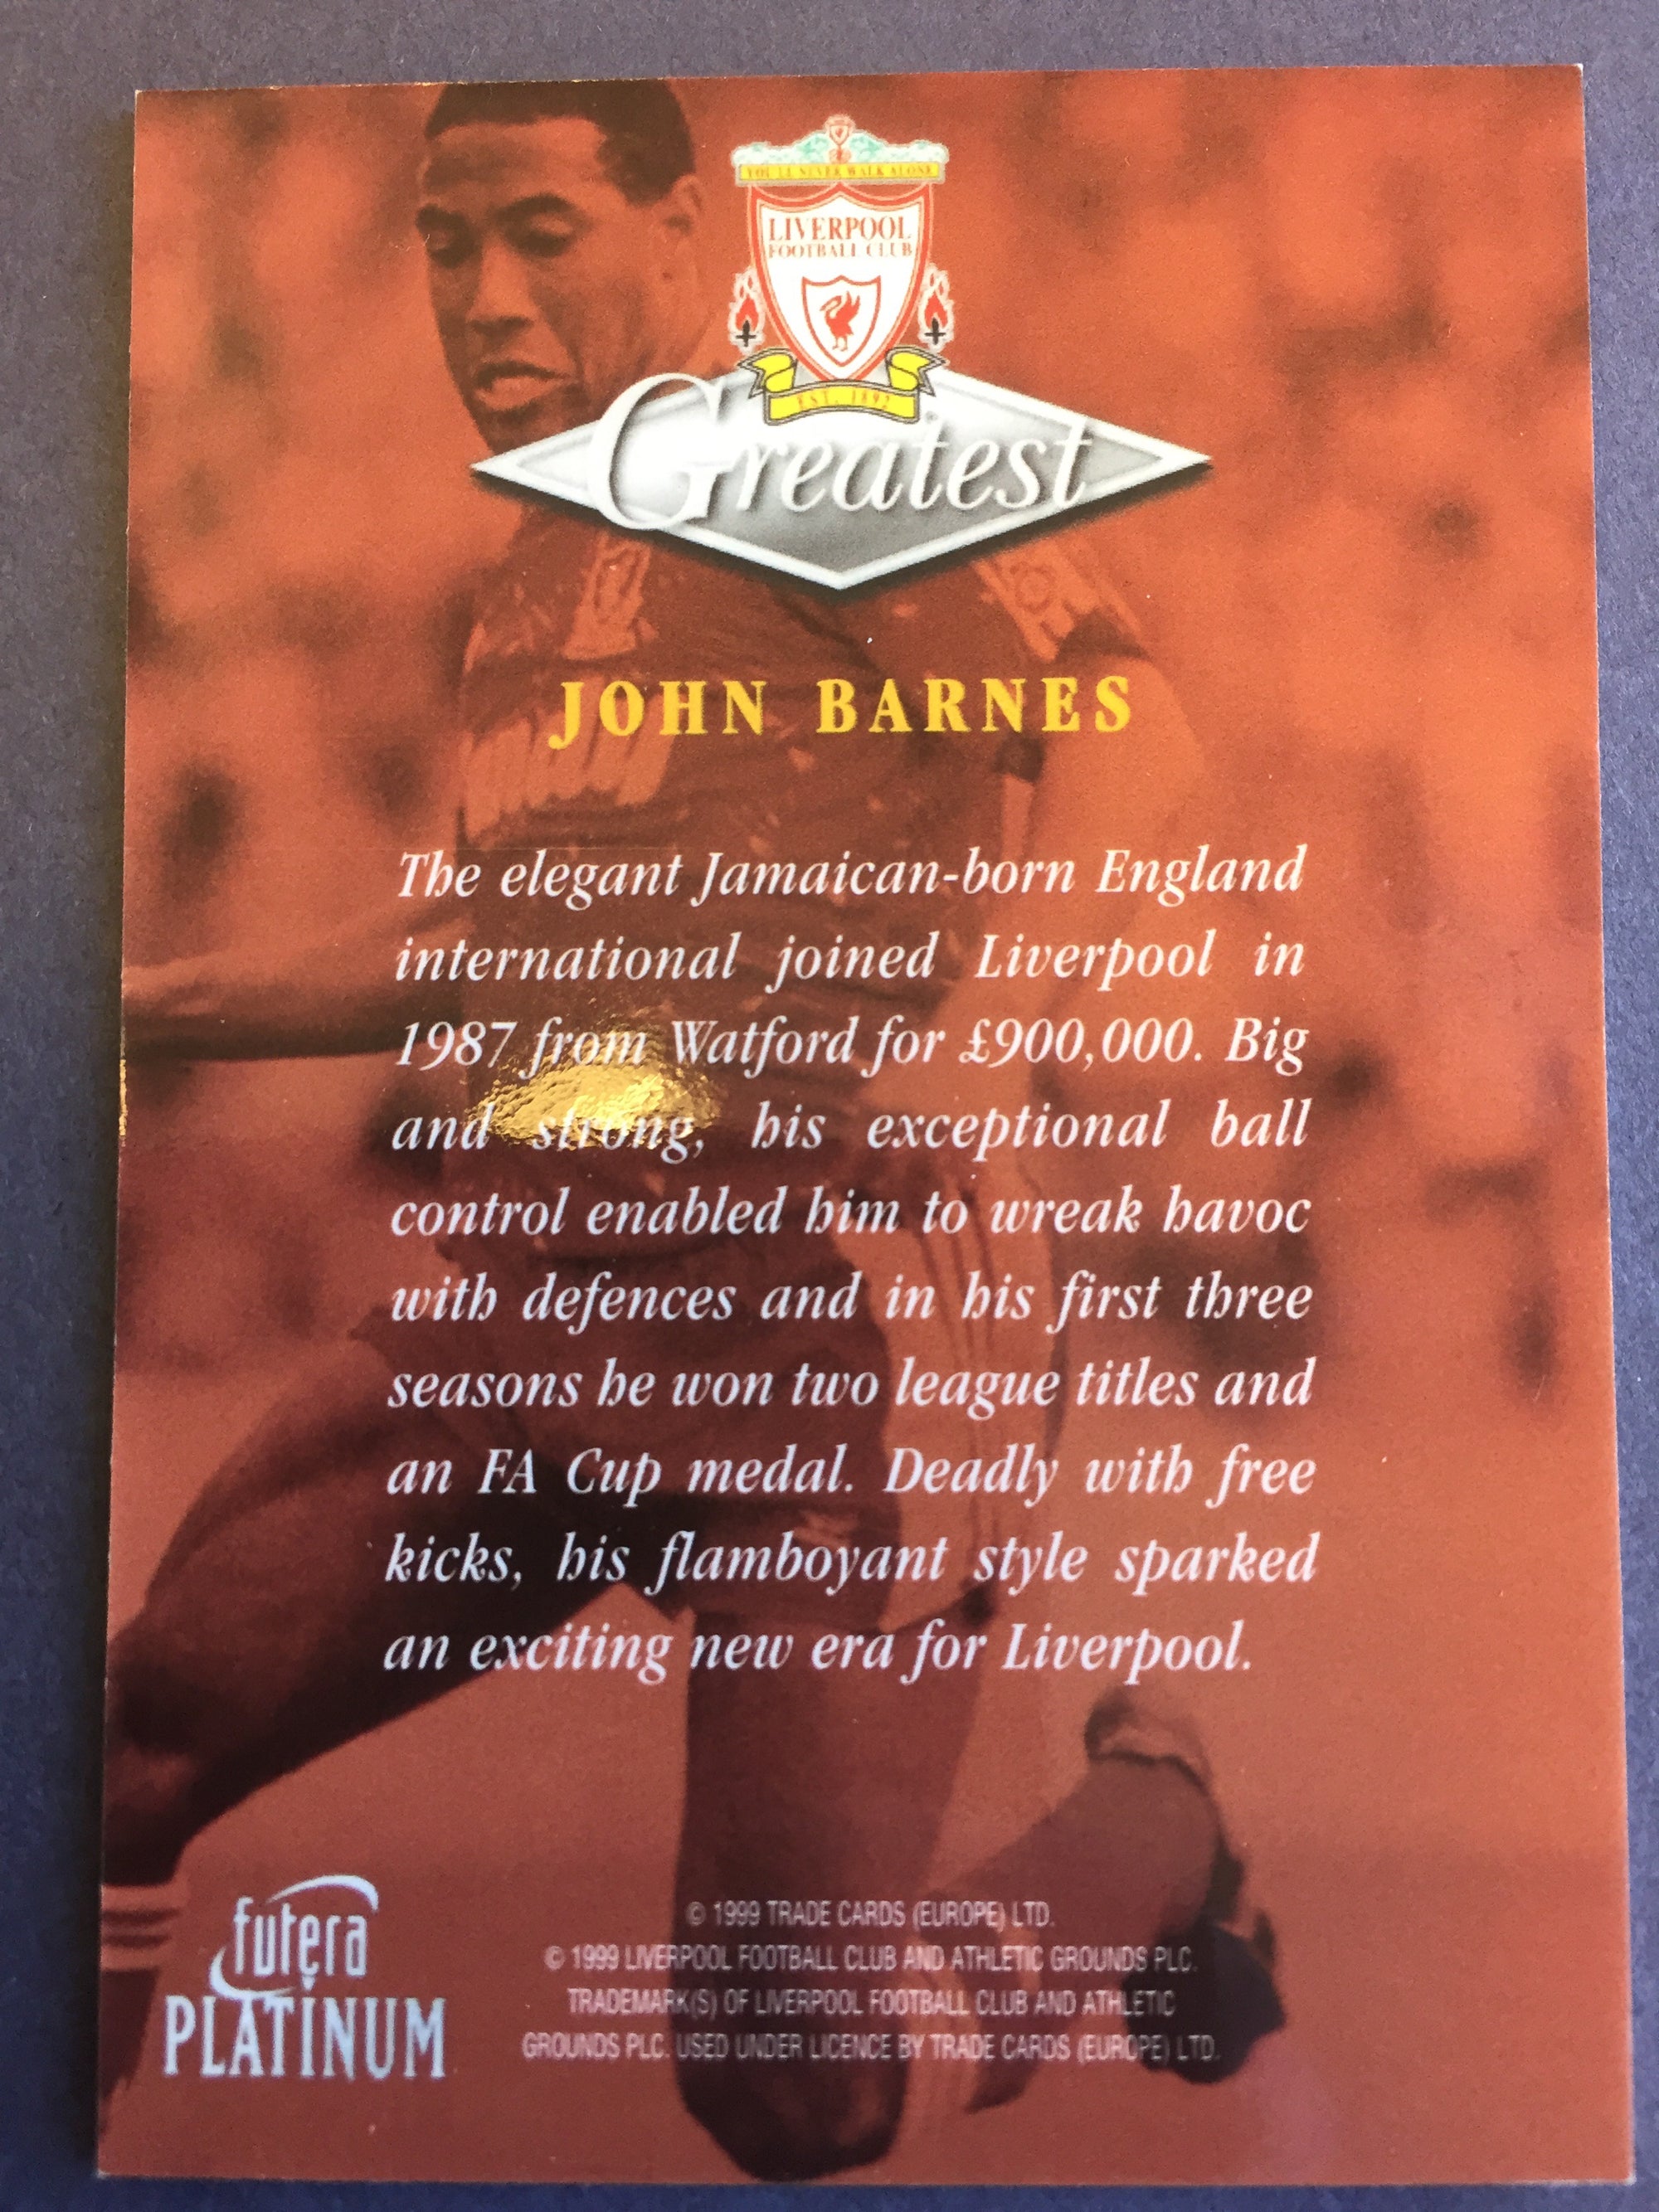 YOU'LL NEVER WALK ALONE
LIVERPOOL
FOOTBALL CLUB
EST. 1892
Greatest
JOHN BARNES
The elegant Jamaican-born England
international joined Liverpool in
1987 from Watford for £900,000. Big
and strong, his exceptional ball
control enabled him to wreak havoc
with defences and in his first three
seasons he won two league titles and
an FA Cup medal. Deadly with free
kicks, his flamboyant style sparked
an exciting new era for Liverpool.
futera
PLATINUM
© 1999 TRADE CARDS (EUROPE) LTD.
© 1999 LIVERPOOL FOOTBALL CLUB AND ATHLETIC GROUNDS PLC.
TRADEMARK(S) OF LIVERPOOL FOOTBALL CLUB AND ATHLETIC
GROUNDS PLC. USED UNDER LICENCE BY TRADE CARDS (EUROPE) LTD.